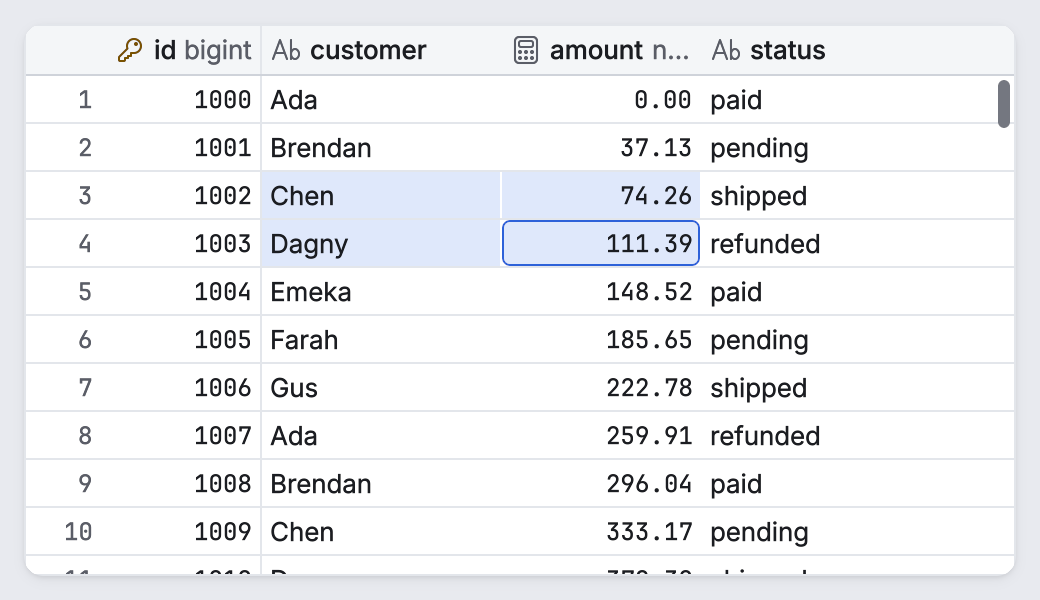 id bigint Ab customer amount n... Ab status
1 1000 Ada 0.00 paid
2 1001 Brendan 37.13 pending
3 1002 Chen 74.26 shipped
4 1003 Dagny 111.39 refunded
5 1004 Emeka 148.52 paid
6 1005 Farah 185.65 pending
7 1006 Gus 222.78 shipped
8 1007 Ada 259.91 refunded
9 1008 Brendan 296.04 paid
10 1009 Chen 333.17 pending